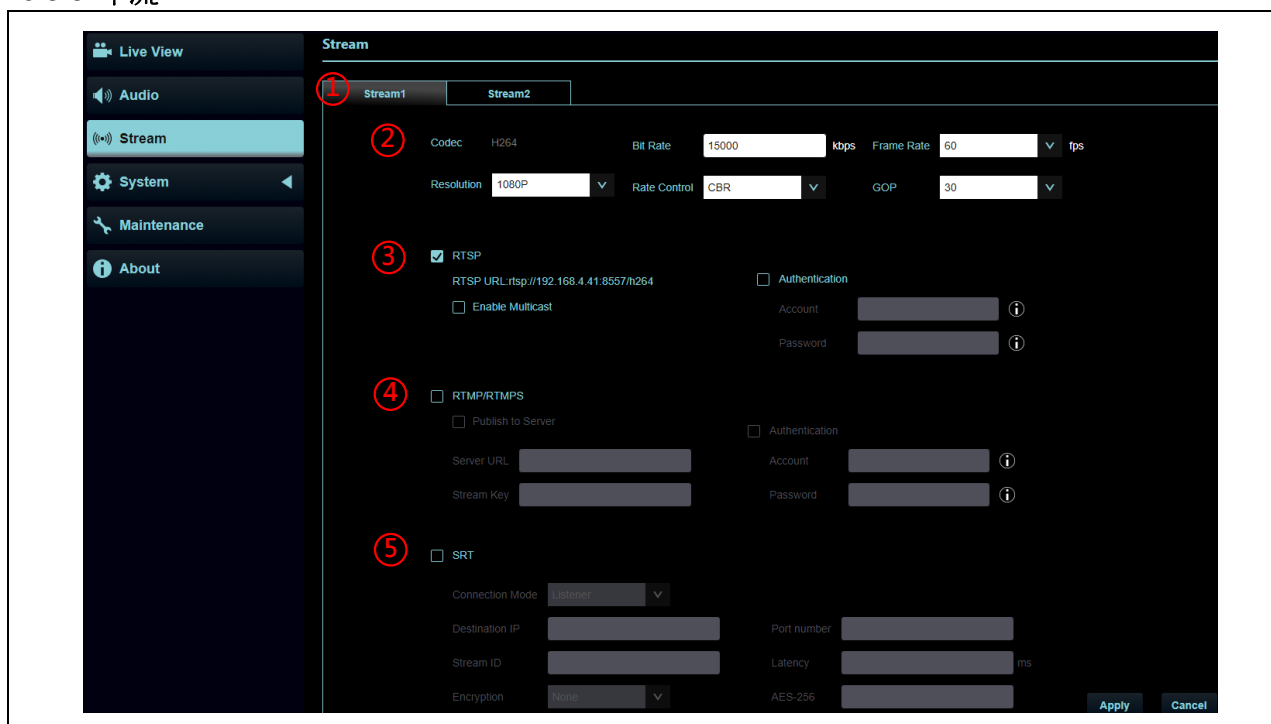 Live View
Audio
Stream
System
Maintenance
About
Stream
① Stream1 Stream2
② Codec H264 Bit Rate 15000 kbps Frame Rate 60 fps
Resolution 1080P Rate Control CBR GOP 30
③ RTSP
RTSP URL:rtsp://192.168.4.41:8557/h264 Authentication
Enable Multicast Account
Password
④ RTMP/RTMPS
Publish to Server Authentication
Server URL Account
Stream Key Password
⑤ SRT
Connection Mode Listener
Destination IP Port number
Stream ID Latency ms
Encryption None AES-256
Apply Cancel